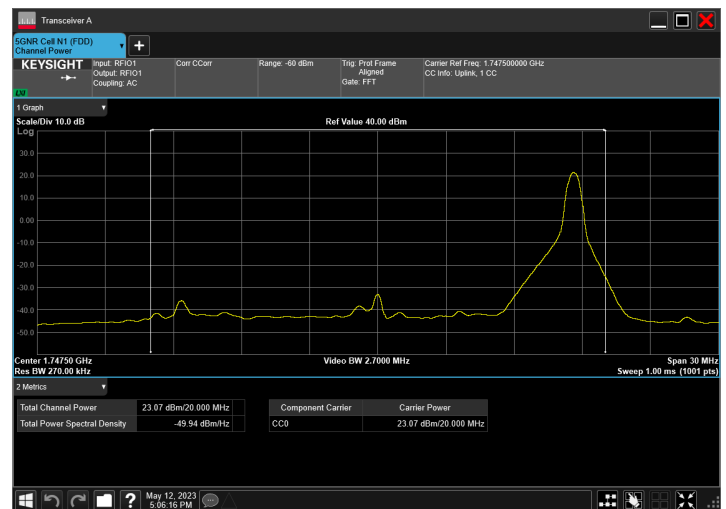 Transceiver A
5GNR Cell N1 (FDD)
Channel Power
KEYSIGHT
LXI
Input: RFIO1
Output: RFIO1
Coupling: AC
Corr CCorr
Range: -60 dBm
Trig: Prot Frame
Aligned
Gate: FFT
Carrier Ref Freq: 1.747500000 GHz
CC Info: Uplink, 1 CC
1 Graph
Scale/Div 10.0 dB
Ref Value 40.00 dBm
Log
30.0
20.0
10.0
0.00
-10.0
-20.0
-30.0
-40.0
-50.0
Center 1.74750 GHz
Video BW 2.7000 MHz
Span 30 MHz
Res BW 270.00 kHz
Sweep 1.00 ms (1001 pts)
2 Metrics
Total Channel Power 23.07 dBm/20.000 MHz
Total Power Spectral Density -49.94 dBm/Hz
Component Carrier Carrier Power
CC0 23.07 dBm/20.000 MHz
?
May 12, 2023
5:06:16 PM